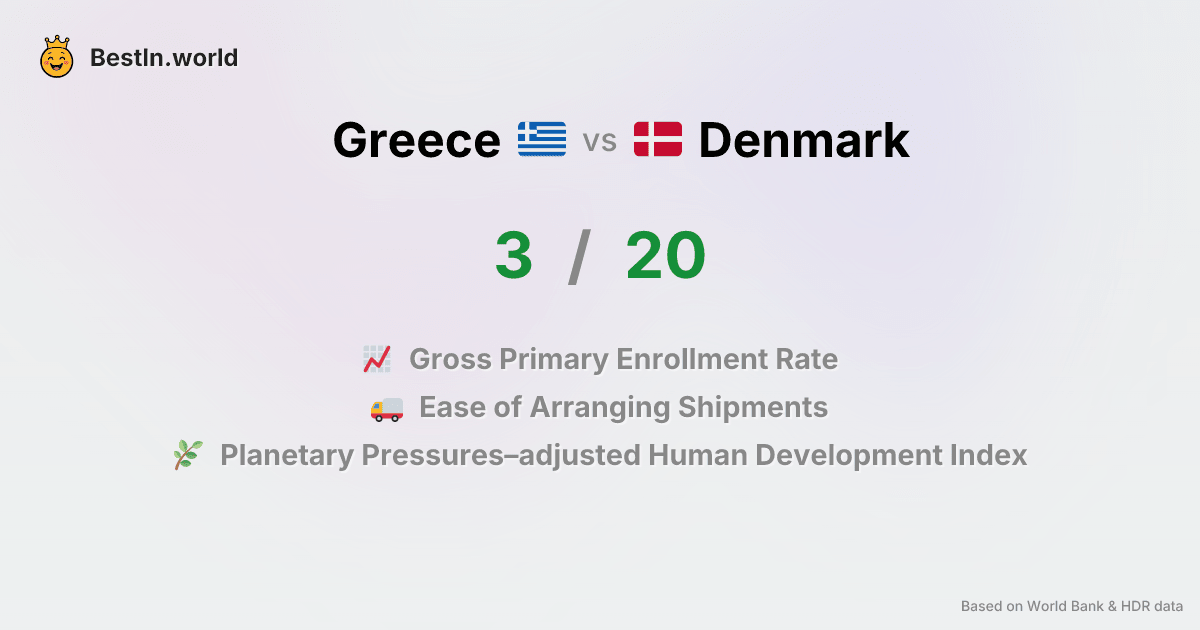 BestIn.world
Greece vs Denmark
3 / 20
Gross Primary Enrollment Rate
Ease of Arranging Shipments
Planetary Pressures–adjusted Human Development Index
Based on World Bank & HDR data